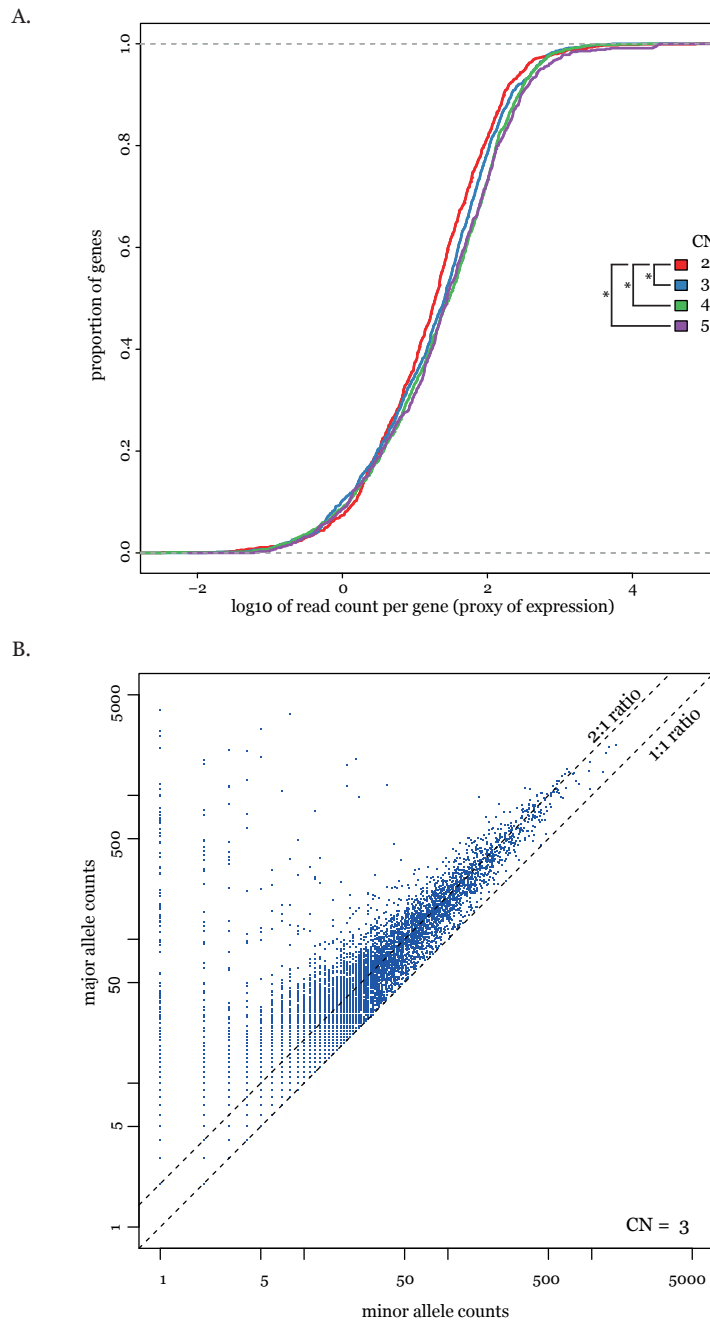 A.
1.0
0.8
0.6
0.4
0.2
0.0
proportion of genes
CN
2
3
4
5
*
*
*
−2
0
2
4
log10 of read count per gene (proxy of expression)
B.
5000
500
50
5
1
major allele counts
2:1 ratio
1:1 ratio
CN = 3
1
5
50
500
5000
minor allele counts